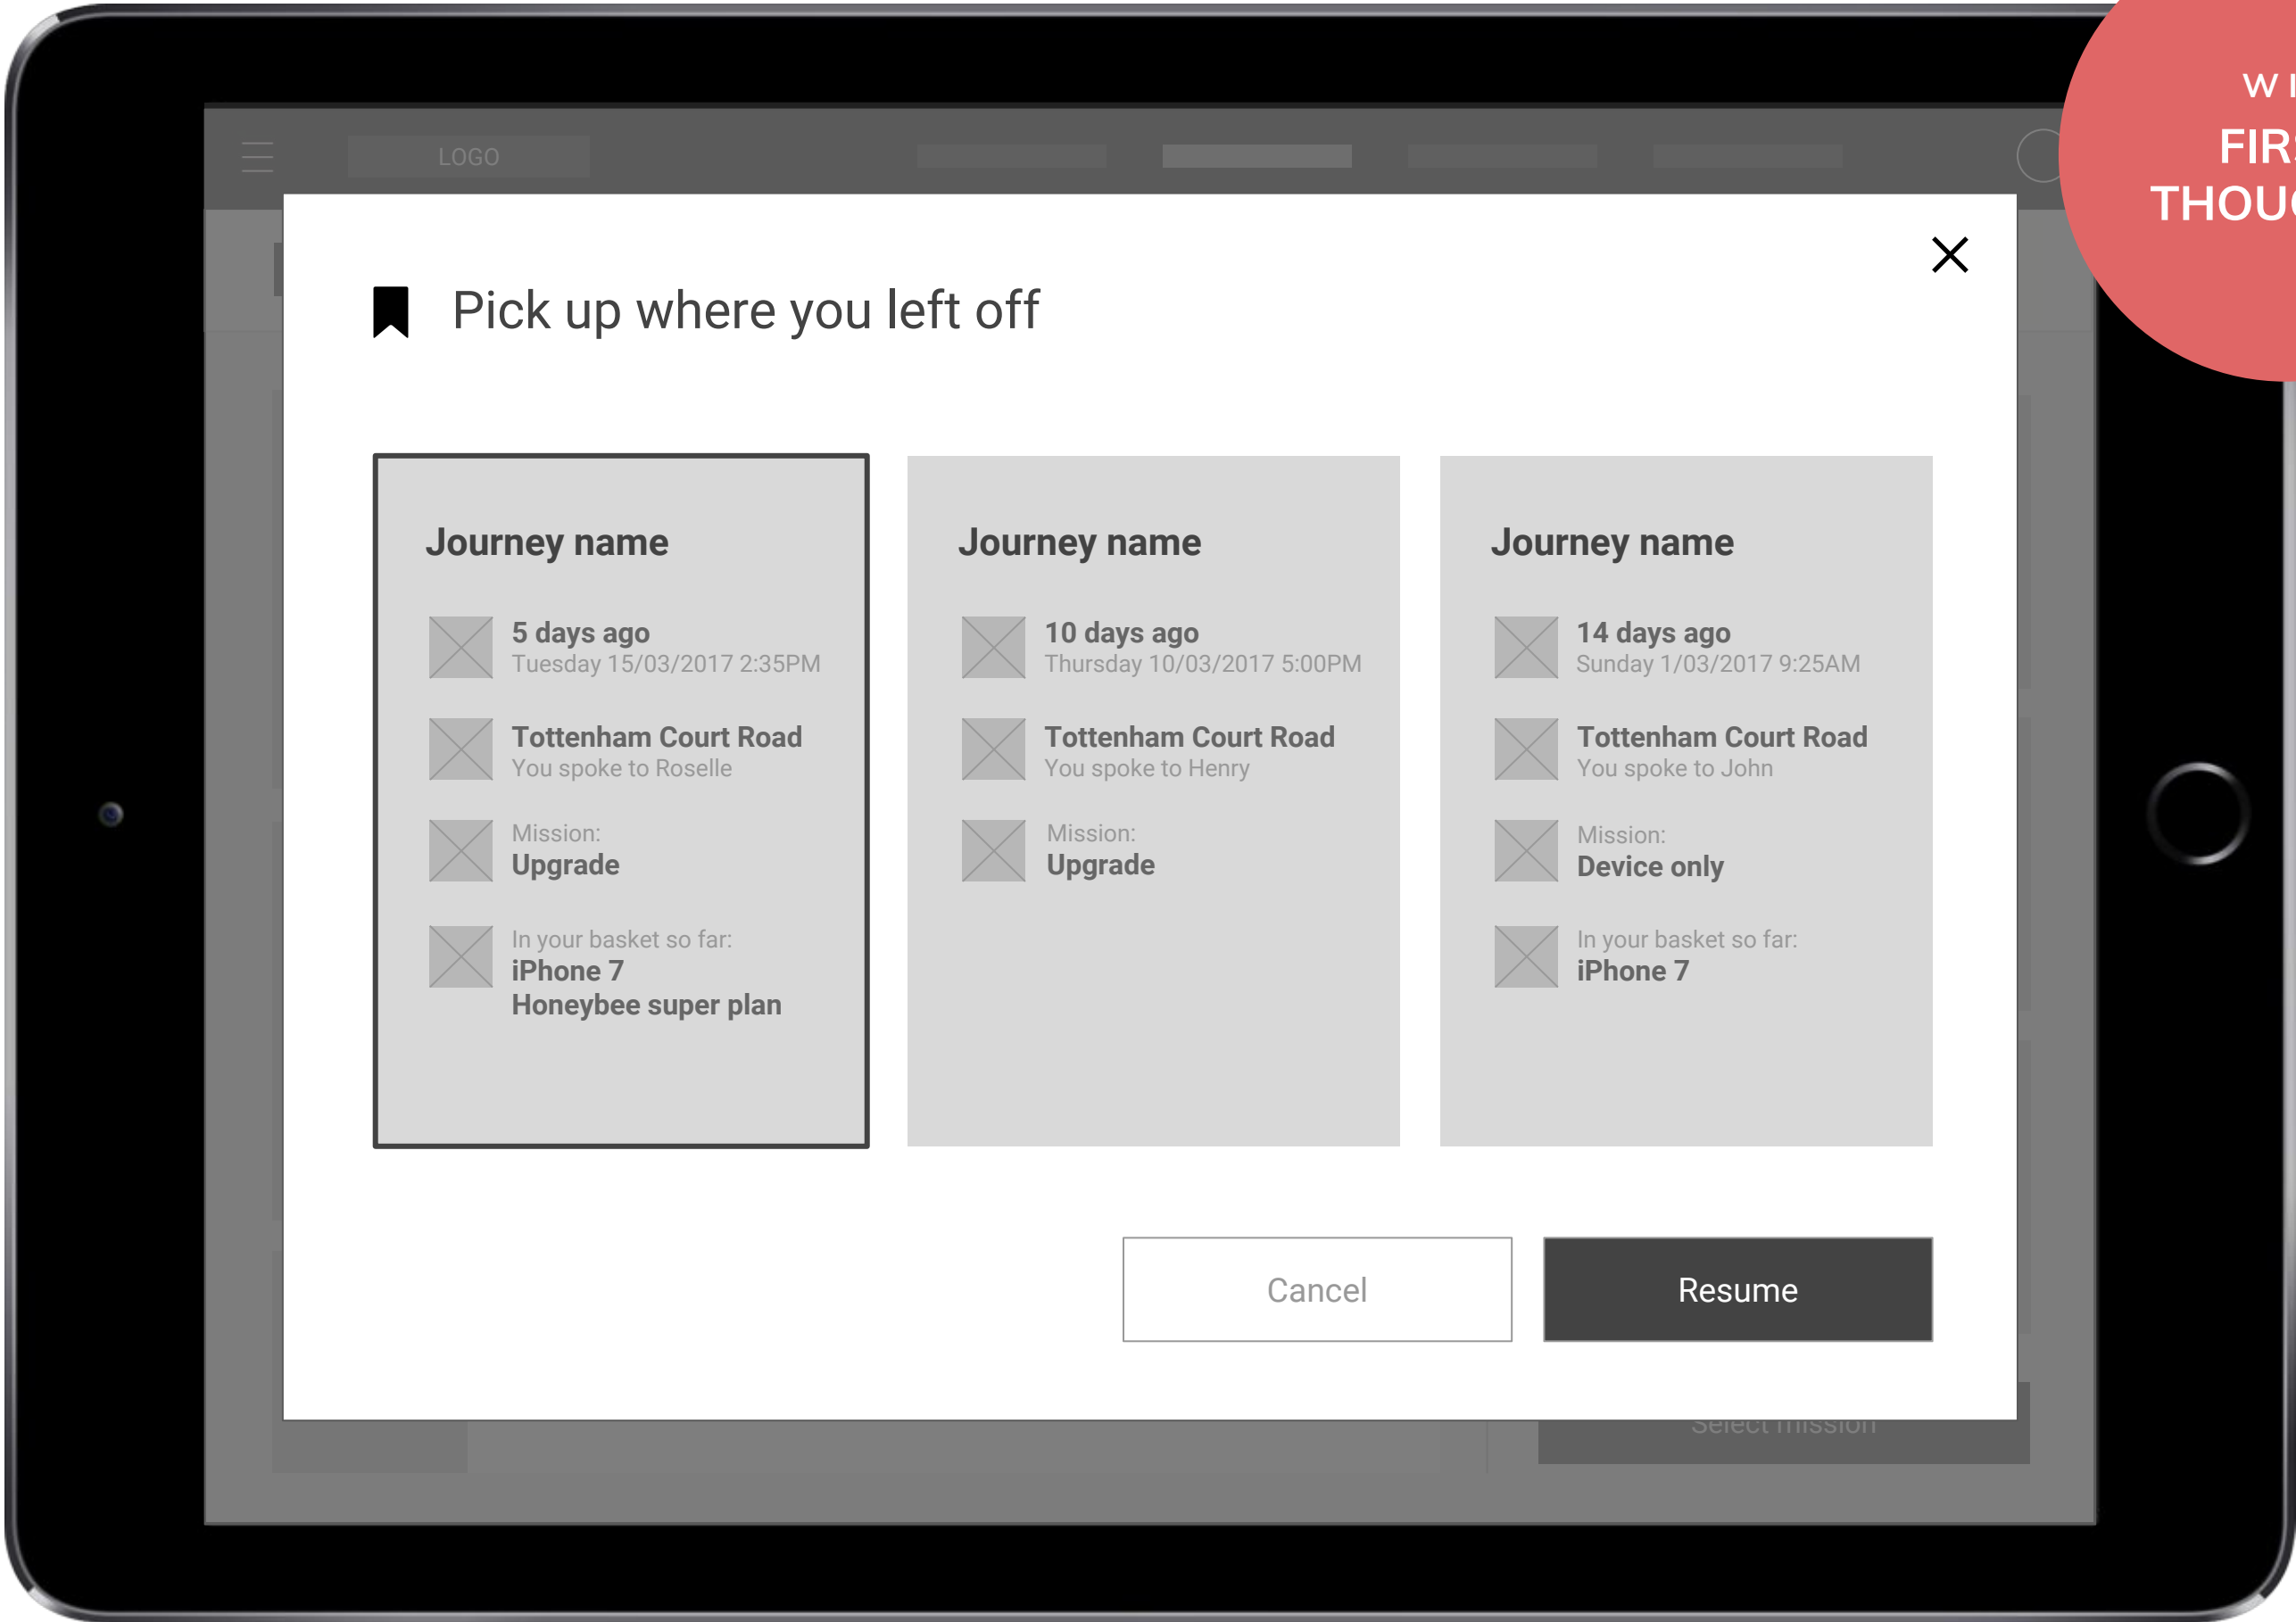 LOGO
FIRS
THOUG
Pick up where you left off
Journey name
5 days ago
Tuesday 15/03/2017 2:35PM
Tottenham Court Road
You spoke to Roselle
Mission:
Upgrade
In your basket so far:
iPhone 7
Honeybee super plan
Journey name
10 days ago
Thursday 10/03/2017 5:00PM
Tottenham Court Road
You spoke to Henry
Mission:
Upgrade
Journey name
14 days ago
Sunday 1/03/2017 9:25AM
Tottenham Court Road
You spoke to John
Mission:
Device only
In your basket so far:
iPhone 7
Cancel
Resume
Select mission